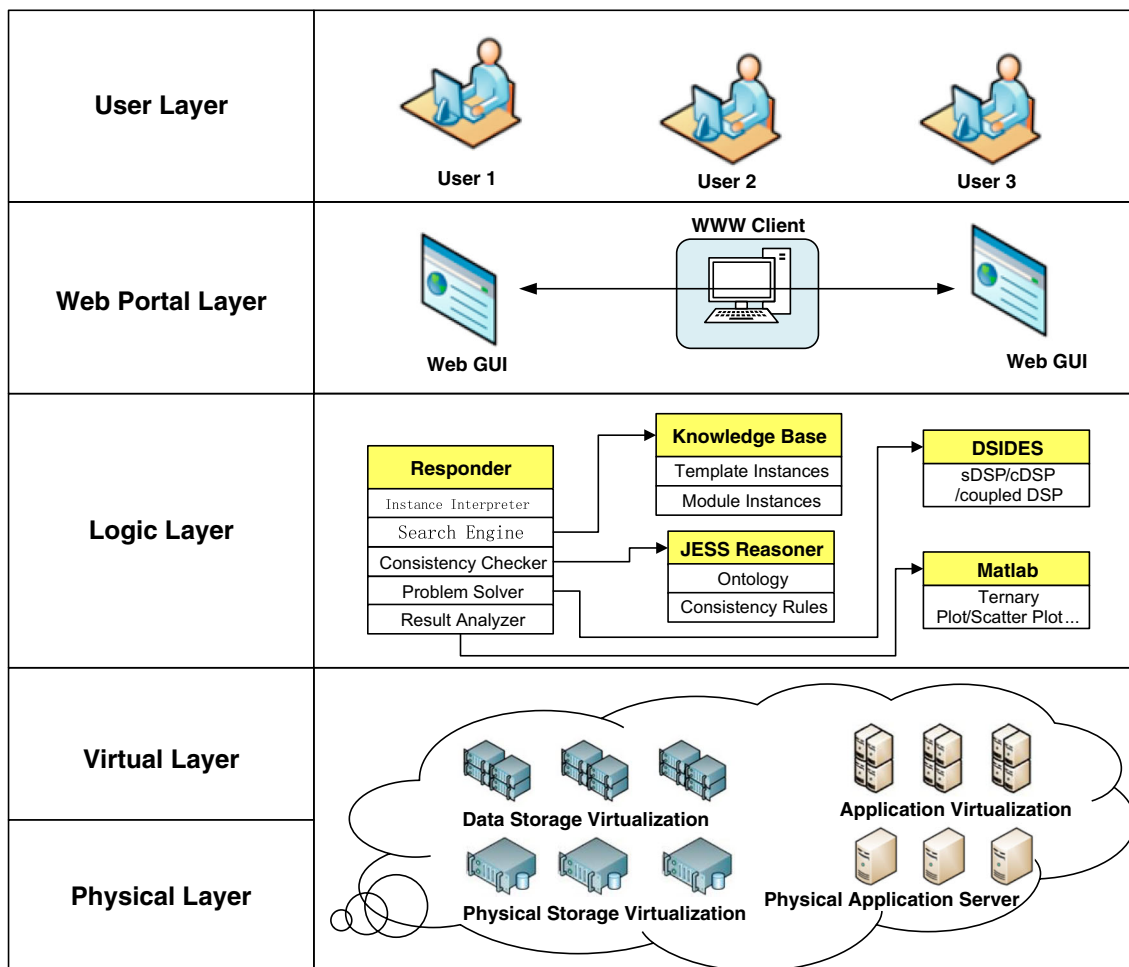 User Layer
User 1
User 2
User 3
Web Portal Layer
WWW Client
Web GUI
Web GUI
Logic Layer
Responder
Instance Interpreter
Search Engine
Consistency Checker
Problem Solver
Result Analyzer
Knowledge Base
Template Instances
Module Instances
JESS Reasoner
Ontology
Consistency Rules
DSIDES
sDSP/cDSP
/coupled DSP
Matlab
Ternary
Plot/Scatter Plot...
Virtual Layer
Data Storage Virtualization
Application Virtualization
Physical Layer
Physical Storage Virtualization
Physical Application Server